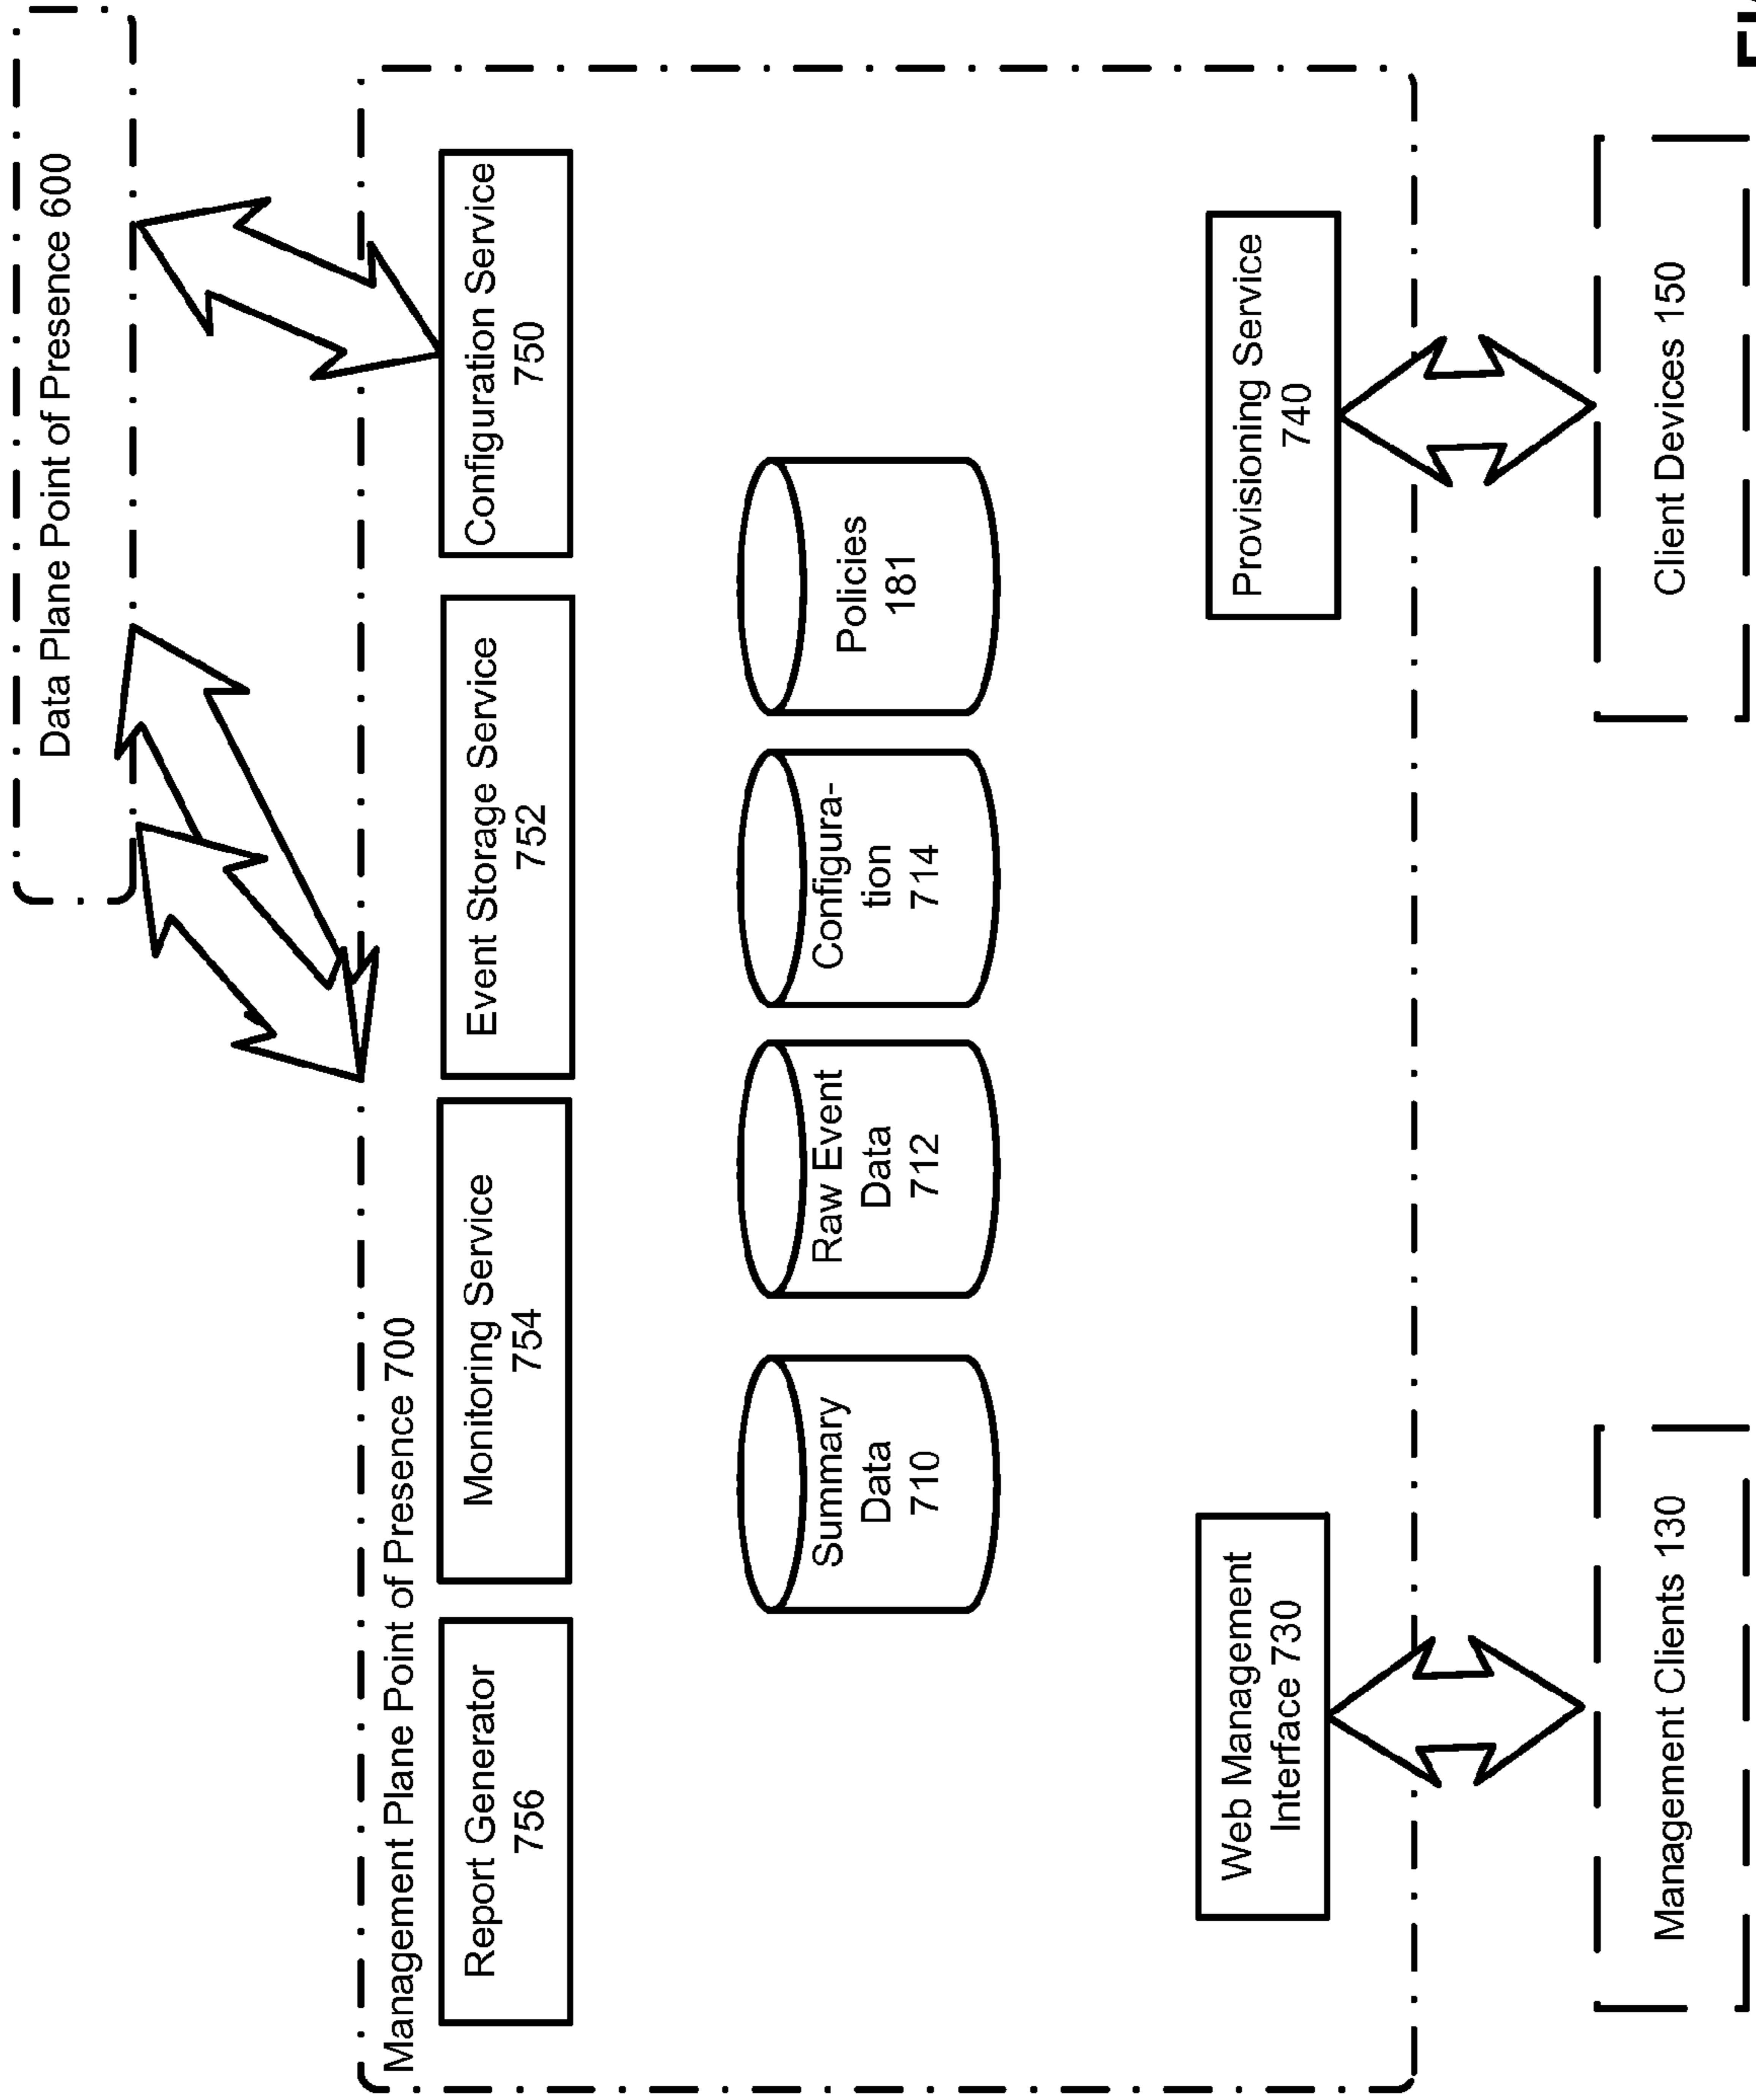 Data Plane Point of Presence 600
Management Plane Point of Presence 700
Report Generator
756
Monitoring Service
754
Event Storage Service
752
Configuration Service
750
Summary
Data
710
Raw Event
Data
712
Configura-
tion
714
Policies
181
Web Management
Interface 730
Provisioning Service
740
Management Clients 130
Client Devices 150